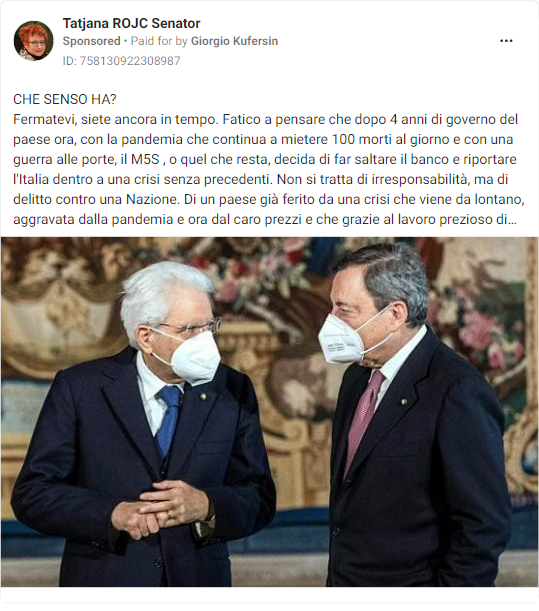 Tatjana ROJC Senator
Sponsored • Paid for by Giorgio Kufersin
ID: 758130922308987
CHE SENSO HA?
Fermatevi, siete ancora in tempo. Fatico a pensare che dopo 4 anni di governo del
paese ora, con la pandemia che continua a mietere 100 morti al giorno e con una
guerra alle porte, il M5S , o quel che resta, decida di far saltare il banco e riportare
l'Italia dentro a una crisi senza precedenti. Non si tratta di irresponsabilità, ma di
delitto contro una Nazione. Di un paese già ferito da una crisi che viene da lontano,
aggravata dalla pandemia e ora dal caro prezzi e che grazie al lavoro prezioso di...